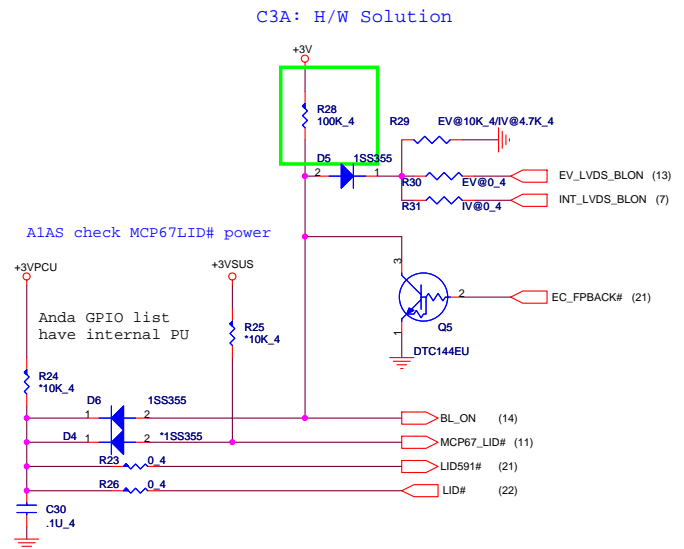 C3A: H/W Solution
+3V
R28
100K_4
R29
EV@10K_4/IV@4.7K_4
D5
1SS355
2
1
R30
EV@0_4
EV_LVDS_BLON (13)
R31
IV@0_4
INT_LVDS_BLON (7)
A1AS check MCP67LID# power
+3VPCU
+3VSUS
3
2
EC_FPBACK# (21)
Q5
1
DTC144EU
Anda GPIO list
have internal PU
R25
*10K_4
R24
*10K_4
D6
1SS355
1
2
BL_ON (14)
D4
1
2
*1SS355
MCP67_LID# (11)
R23
0_4
LID591# (21)
R26
0_4
LID# (22)
C30
.1U_4